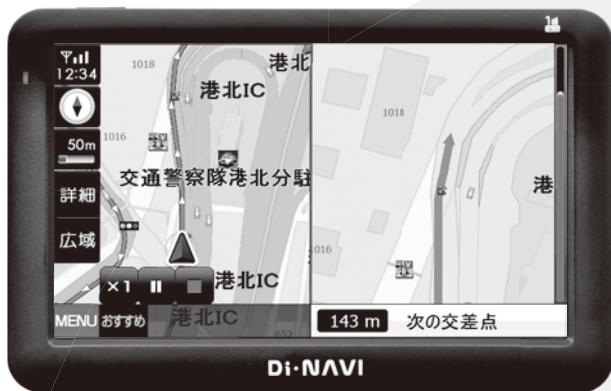 12:34
50m
詳細
広域
MENU
おすすめ
×1
1018
港北
港北IC
1016
交通警察隊港北分駐
港北IC
港北IC
652
1018
港
1016
143 m
次の交差点
Di·NAVI